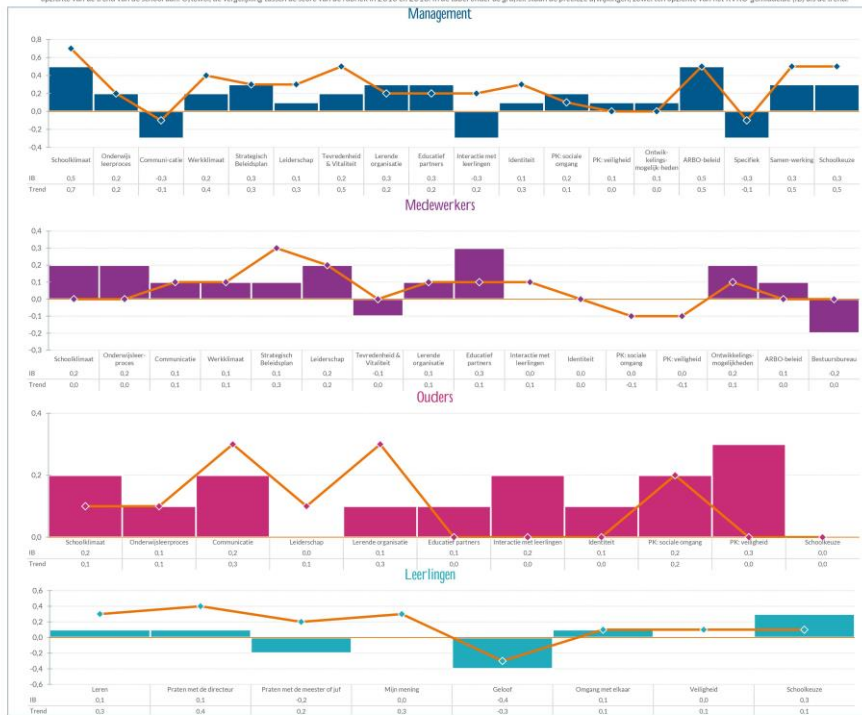 Management
0,8
0,6
0,4
0,2
0,0
-0,2
-0,4
Schoolklimaat Onderwijs leerproces Communi-catie Werkklimaat Strategisch Beleidsplan Leiderschap Tevredenheid & Vitaliteit Lerende organisatie Educatief partners Interactie met leerlingen Identiteit PK: sociale omgang PK: veiligheid Ontwik-kelings-mogelijk-heden ARBO-beleid Specifiek Samen-werking Schoolkeuze
IB 0,5 0,2 -0,3 0,2 0,3 0,1 0,2 0,3 0,3 -0,3 0,1 0,2 0,1 0,1 0,5 -0,3 0,3 0,3
Trend 0,7 0,2 -0,1 0,4 0,3 0,3 0,5 0,2 0,2 0,2 0,3 0,1 0,0 0,0 0,5 -0,1 0,5 0,5
Medewerkers
0,4
0,3
0,2
0,1
0,0
-0,1
-0,2
-0,3
Schoolklimaat Onderwijsleer-proces Communicatie Werkklimaat Strategisch Beleidsplan Leiderschap Tevredenheid & Vitaliteit Lerende organisatie Educatief partners Interactie met leerlingen Identiteit PK: sociale omgang PK: veiligheid Ontwikkelings-mogelijkheden ARBO-beleid Bestuursbureau
IB 0,2 0,2 0,1 0,1 0,1 0,2 -0,1 0,1 0,3 0,0 0,0 0,0 0,0 0,2 0,1 -0,2
Trend 0,0 0,0 0,1 0,1 0,3 0,2 0,0 0,1 0,1 0,1 0,0 -0,1 -0,1 0,1 0,0 0,0
Ouders
0,4
0,2
0,0
Schoolklimaat Onderwijsleerproces Communicatie Leiderschap Lerende organisatie Educatief partners Interactie met leerlingen Identiteit PK: sociale omgang PK: veiligheid Schoolkeuze
IB 0,2 0,1 0,2 0,0 0,1 0,1 0,2 0,1 0,2 0,3 0,0
Trend 0,1 0,1 0,3 0,1 0,3 0,0 0,0 0,0 0,2 0,0 0,0
Leerlingen
0,6
0,4
0,2
0,0
-0,2
-0,4
-0,6
Leren Praten met de directeur Praten met de meester of juf Mijn mening Geloof Omgang met elkaar Veiligheid Schoolkeuze
IB 0,1 0,1 -0,2 0,0 -0,4 0,1 0,0 0,3
Trend 0,3 0,4 0,2 0,3 -0,3 0,1 0,1 0,1